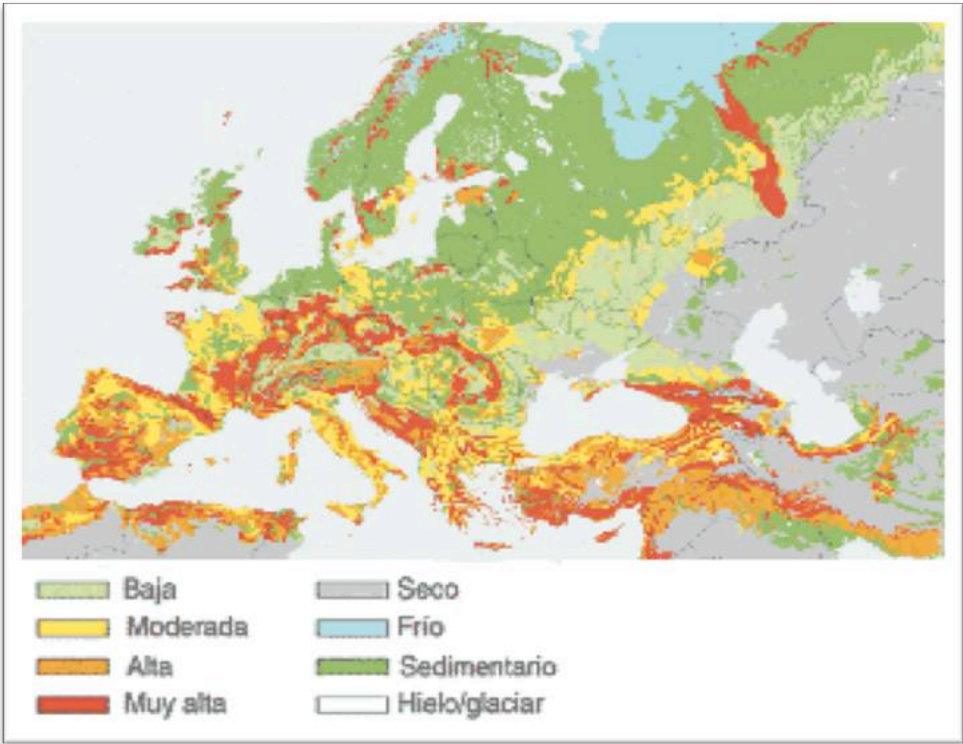 Baja
Moderada
Alta
Muy alta
Seco
Frío
Sedimentario
Hielo/glaciar